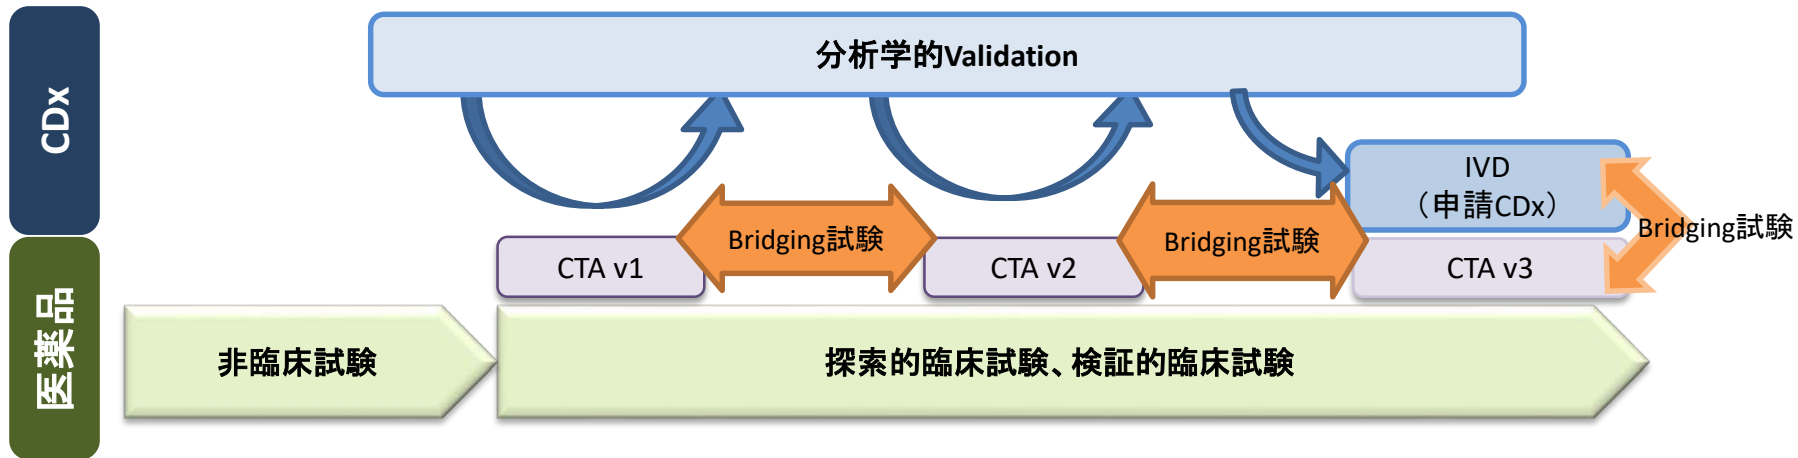 CDx
分析学的Validation
IVD
（申請CDx）
Bridging試験
Bridging試験
Bridging試験
CTA v1
CTA v2
CTA v3
医薬品
非臨床試験
探索的臨床試験、検証的臨床試験